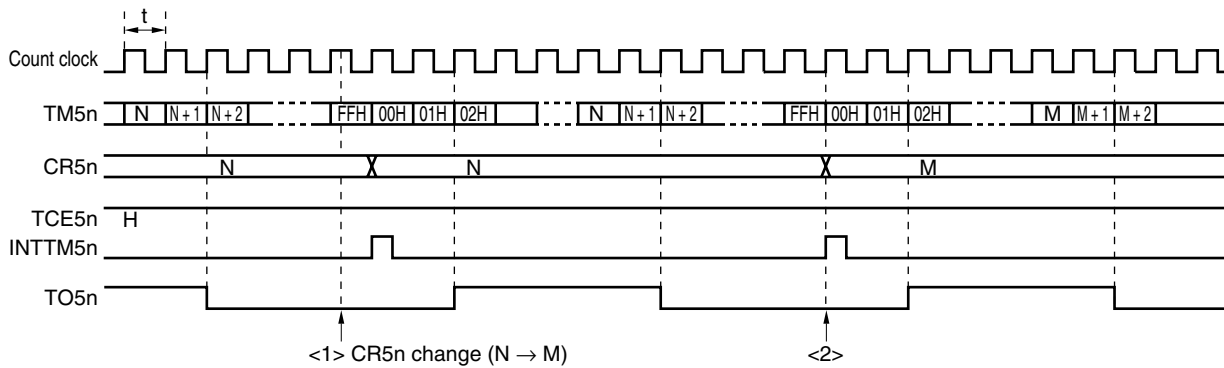 t
Count clock
TM5n N N + 1 N + 2 FFH 00H 01H 02H N N + 1 N + 2 FFH 00H 01H 02H M M + 1 M + 2
CR5n N N M
TCE5n H
INTTM5n
TO5n
<1> CR5n change (N → M) <2>